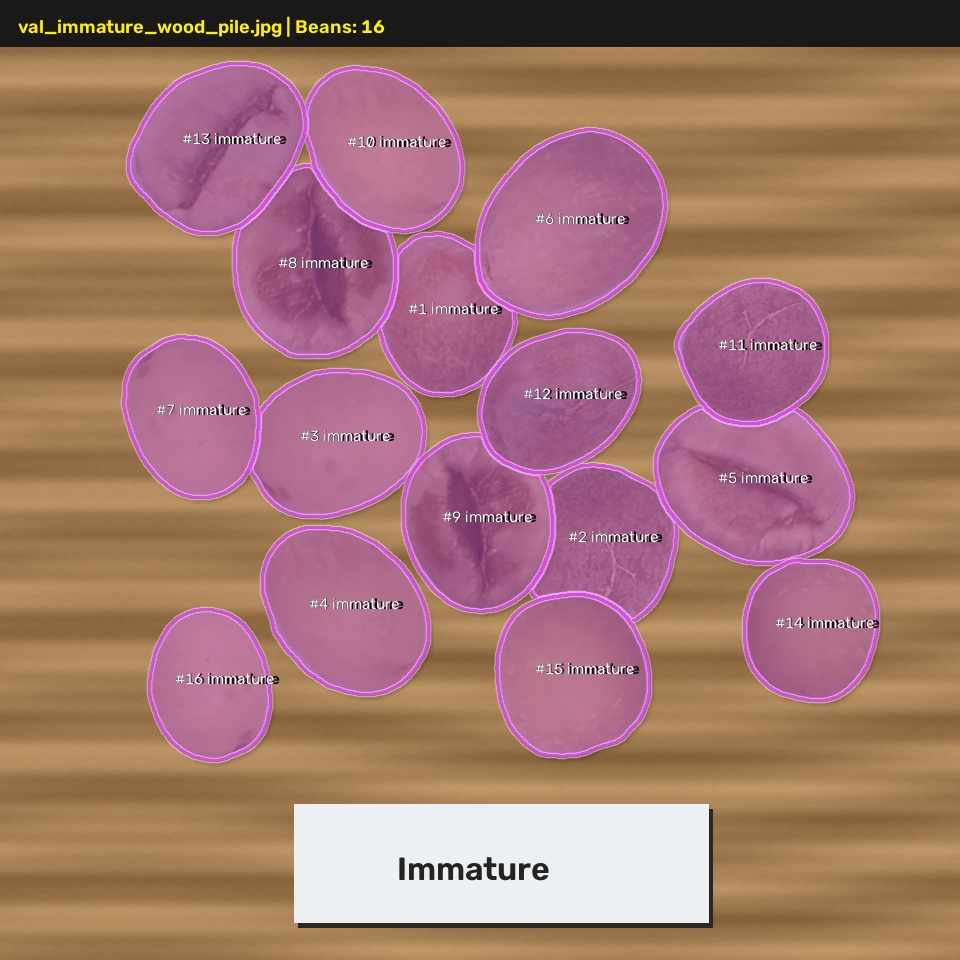 val_immature_wood_pile.jpg | Beans: 16
#13 immature
#10 immature
#6 immature
#8 immature
#1 immature
#11 immature
#12 immature
#7 immature
#3 immature
#5 immature
#9 immature
#2 immature
#4 immature
#14 immature
#15 immature
#16 immature
Immature